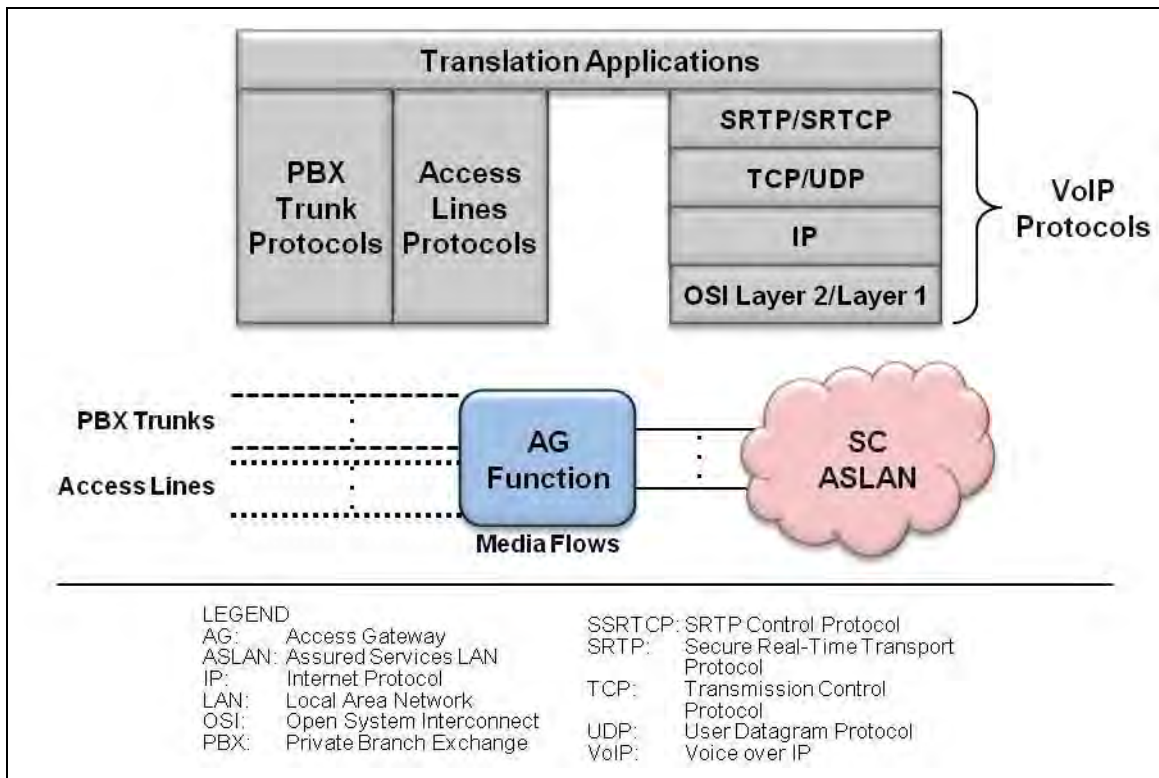 Translation Applications
PBX
Trunk
Protocols
Access
Lines
Protocols
SRTP/SRTCP
TCP/UDP
IP
OSI Layer 2/Layer 1
VoIP
Protocols
PBX Trunks
Access Lines
AG
Function
Media Flows
SC
ASLAN
LEGEND
AG: Access Gateway
ASLAN: Assured Services LAN
IP: Internet Protocol
LAN: Local Area Network
OSI: Open System Interconnect
PBX: Private Branch Exchange
SSRTCP: SRTP Control Protocol
SRTP: Secure Real-Time Transport
Protocol
TCP: Transmission Control
Protocol
UDP: User Datagram Protocol
VoIP: Voice over IP